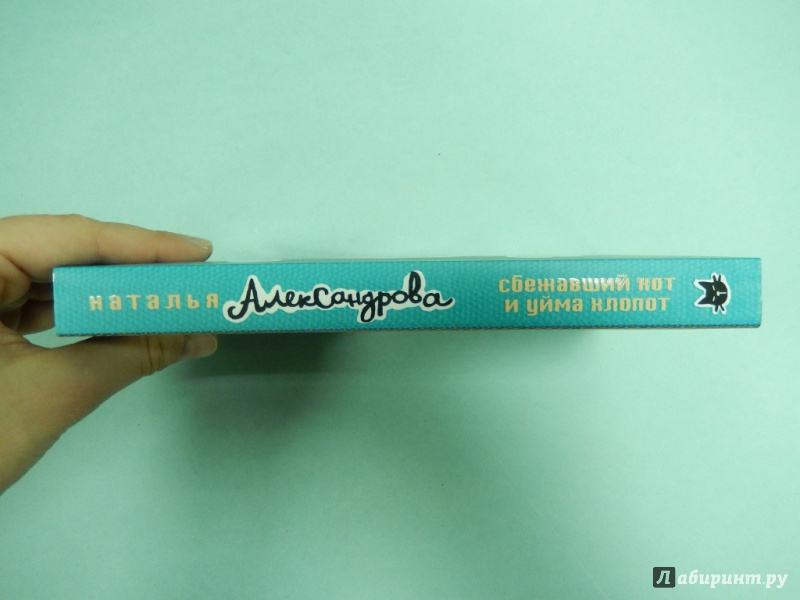 наталья Александрова
сбежавший кот
и уйма хлопот
Лабиринт.ру